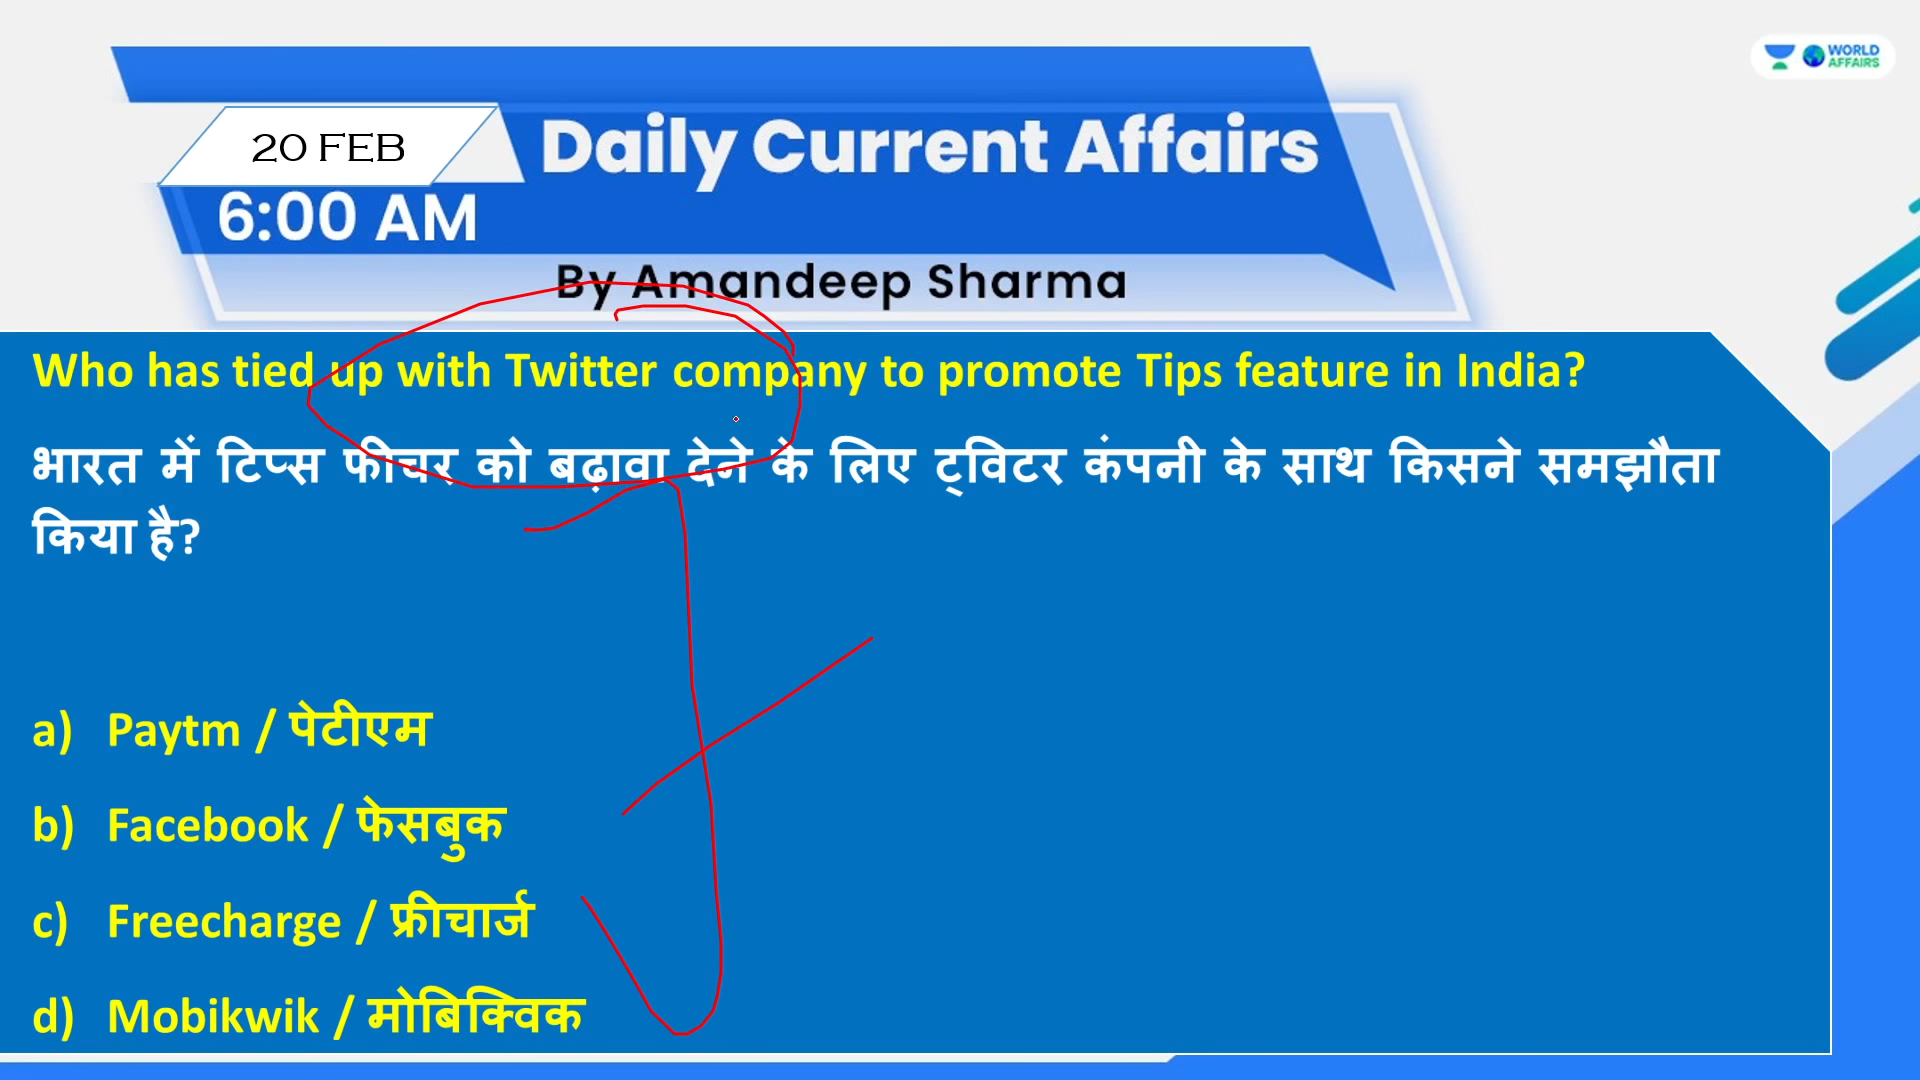 WORLD
AFFAIRS
20 FEB
Daily Current Affairs
6:00 AM
By Amandeep Sharma
Who has tied up with Twitter company to promote Tips feature in India?
भारत में टिप्स फीचर को बढ़ावा देने के लिए ट्विटर कंपनी के साथ किसने समझौता
किया है?
a) Paytm / पेटीएम
b) Facebook / फेसबुक
c) Freecharge / फ्रीचार्ज
d) Mobikwik / मोबिक्विक